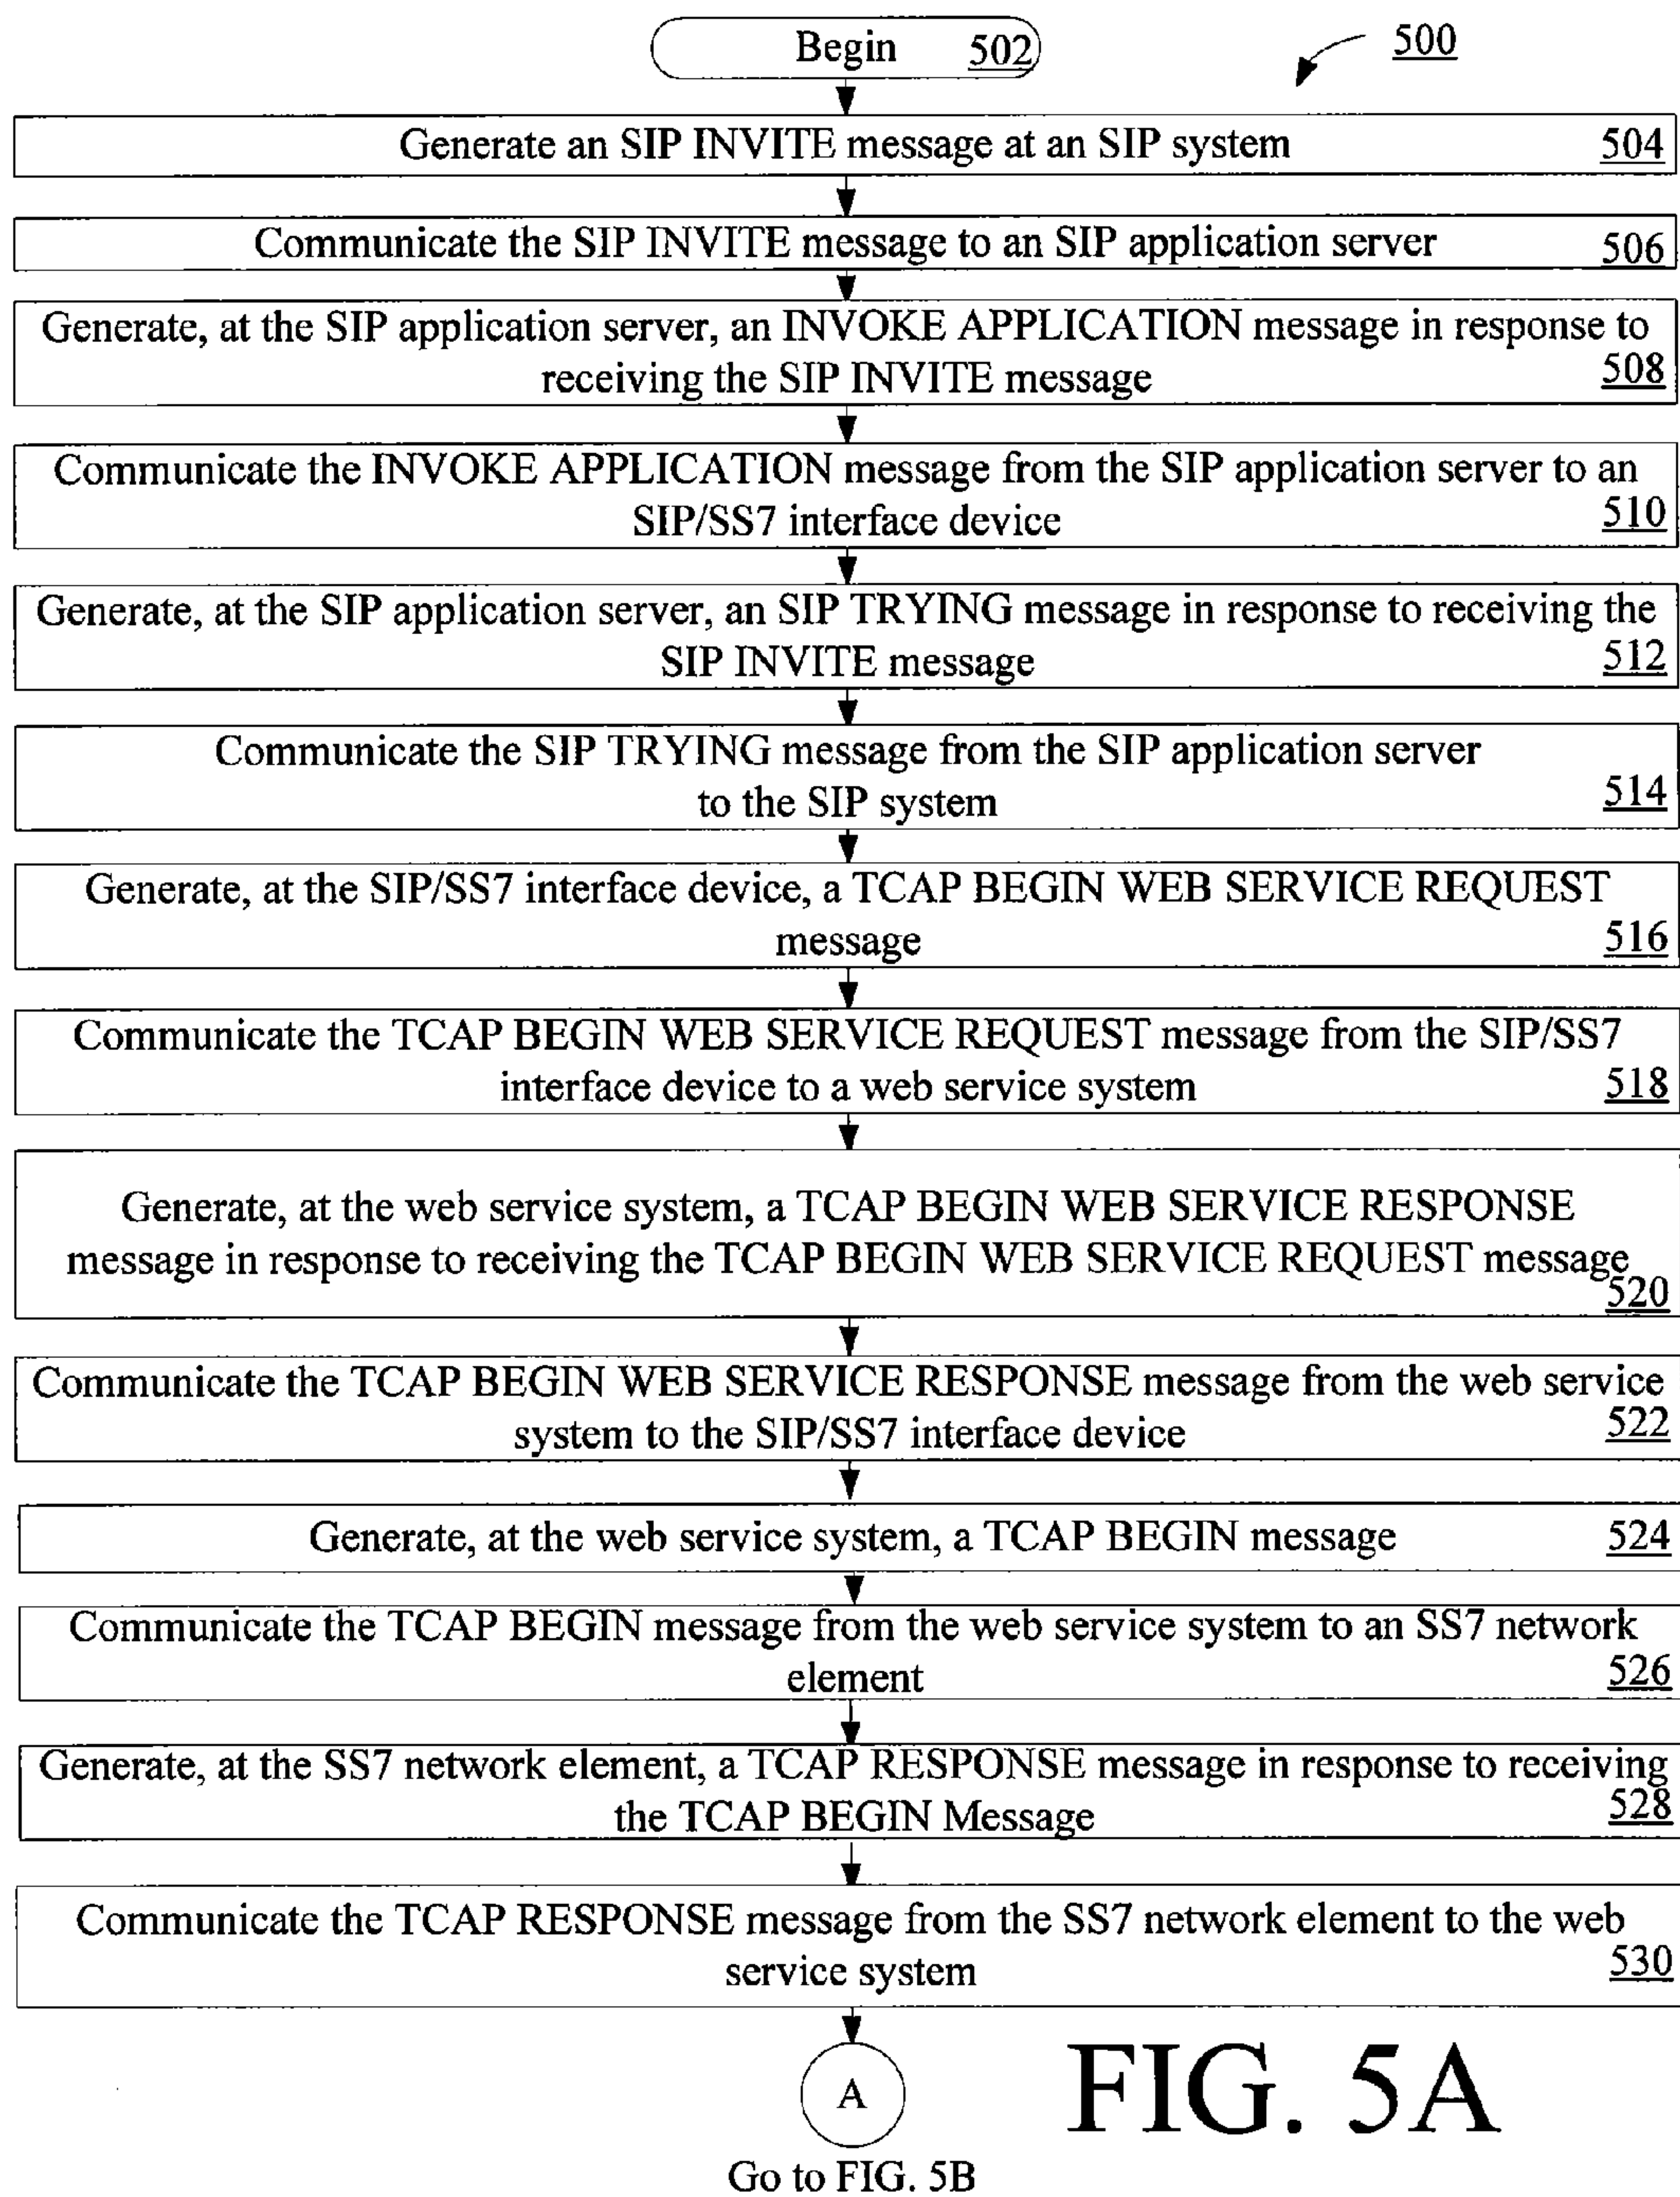 Begin 502
500
Generate an SIP INVITE message at an SIP system 504
Communicate the SIP INVITE message to an SIP application server 506
Generate, at the SIP application server, an INVOKE APPLICATION message in response to
receiving the SIP INVITE message 508
Communicate the INVOKE APPLICATION message from the SIP application server to an
SIP/SS7 interface device 510
Generate, at the SIP application server, an SIP TRYING message in response to receiving the
SIP INVITE message 512
Communicate the SIP TRYING message from the SIP application server
to the SIP system 514
Generate, at the SIP/SS7 interface device, a TCAP BEGIN WEB SERVICE REQUEST
message 516
Communicate the TCAP BEGIN WEB SERVICE REQUEST message from the SIP/SS7
interface device to a web service system 518
Generate, at the web service system, a TCAP BEGIN WEB SERVICE RESPONSE
message in response to receiving the TCAP BEGIN WEB SERVICE REQUEST message
520
Communicate the TCAP BEGIN WEB SERVICE RESPONSE message from the web service
system to the SIP/SS7 interface device 522
Generate, at the web service system, a TCAP BEGIN message 524
Communicate the TCAP BEGIN message from the web service system to an SS7 network
element 526
Generate, at the SS7 network element, a TCAP RESPONSE message in response to receiving
the TCAP BEGIN Message 528
Communicate the TCAP RESPONSE message from the SS7 network element to the web
service system 530
A
FIG. 5A
Go to FIG. 5B